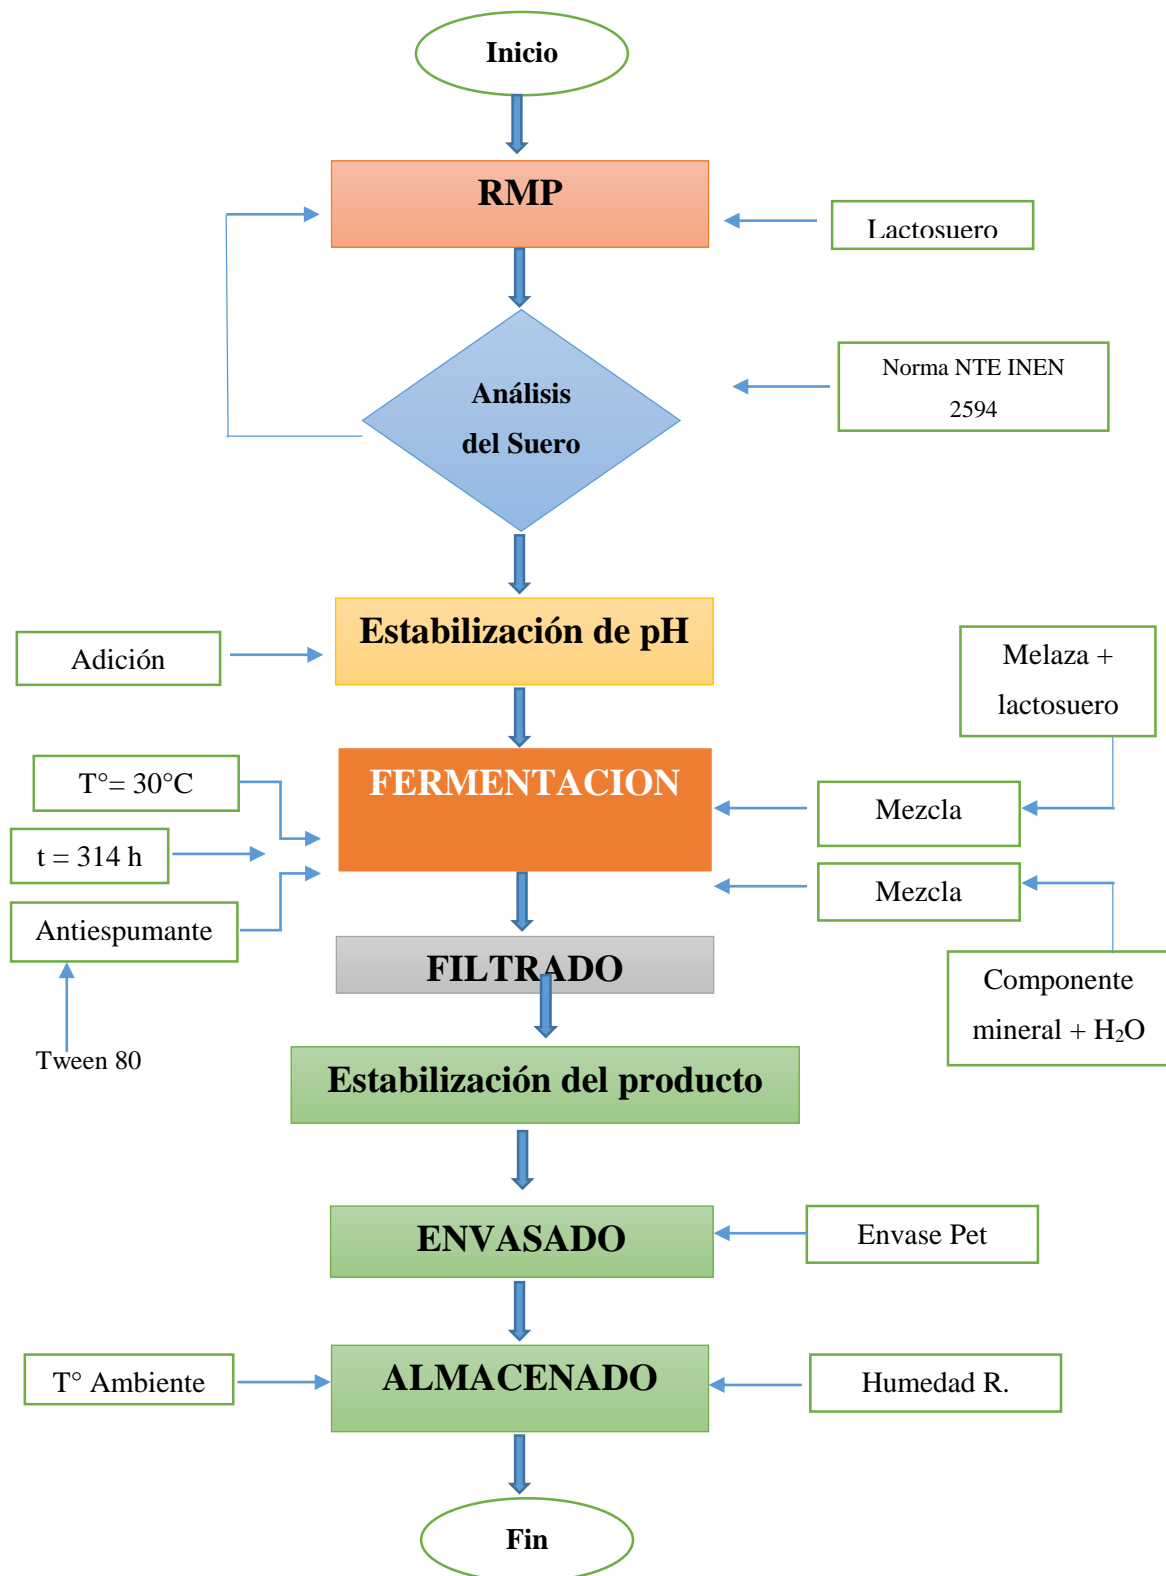 Inicio
RMP
Lactosuero
Norma NTE INEN
2594
Análisis
del Suero
Estabilización de pH
Adición
Melaza +
lactosuero
T°= 30°C
FERMENTACION
Mezcla
t = 314 h
Mezcla
Antiespumante
FILTRADO
Componente
mineral + H₂O
Tween 80
Estabilización del producto
ENVASADO
Envase Pet
T° Ambiente
ALMACENADO
Humedad R.
Fin